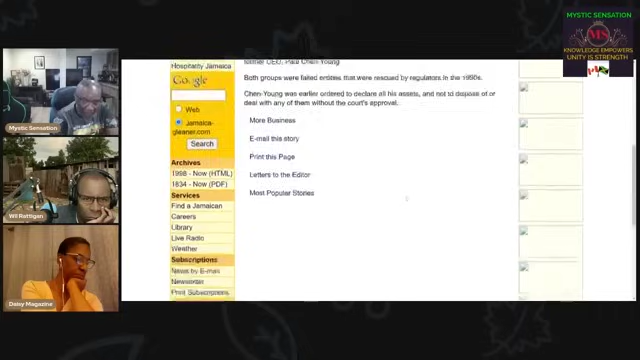 MYSTIC SENSATION
MS
KNOWLEDGE EMPOWERS
UNITY IS STRENGTH
Mystic Sensation
Wil Rattigan
Daisy Magazine
Hospitality Jamaica
Google
Web
Jamaica-
gleaner.com
Search
Archives
1998 - Now (HTML)
1834 - Now (PDF)
Services
Find a Jamaican
Careers
Library
Live Radio
Weather
Subscriptions
News by E-mail
Newsletter
Print Subscriptions
former CEO, Paul Chen-Young
Both groups were failed entities that were rescued by regulators in the 1990s.
Chen-Young was earlier ordered to declare all his assets, and not to dispose of or
deal with any of them without the court's approval.
More Business
E-mail this story
Print this Page
Letters to the Editor
Most Popular Stories